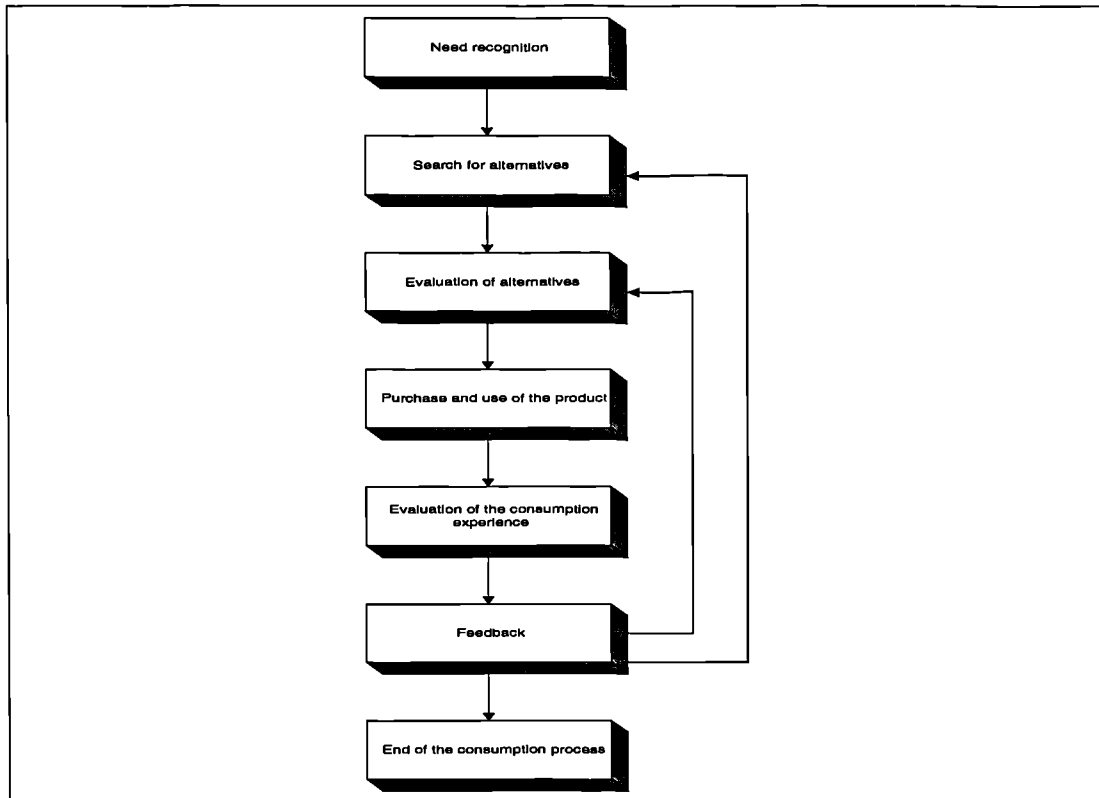 Need recognition
Search for alternatives
Evaluation of alternatives
Purchase and use of the product
Evaluation of the consumption
experience
Feedback
End of the consumption process